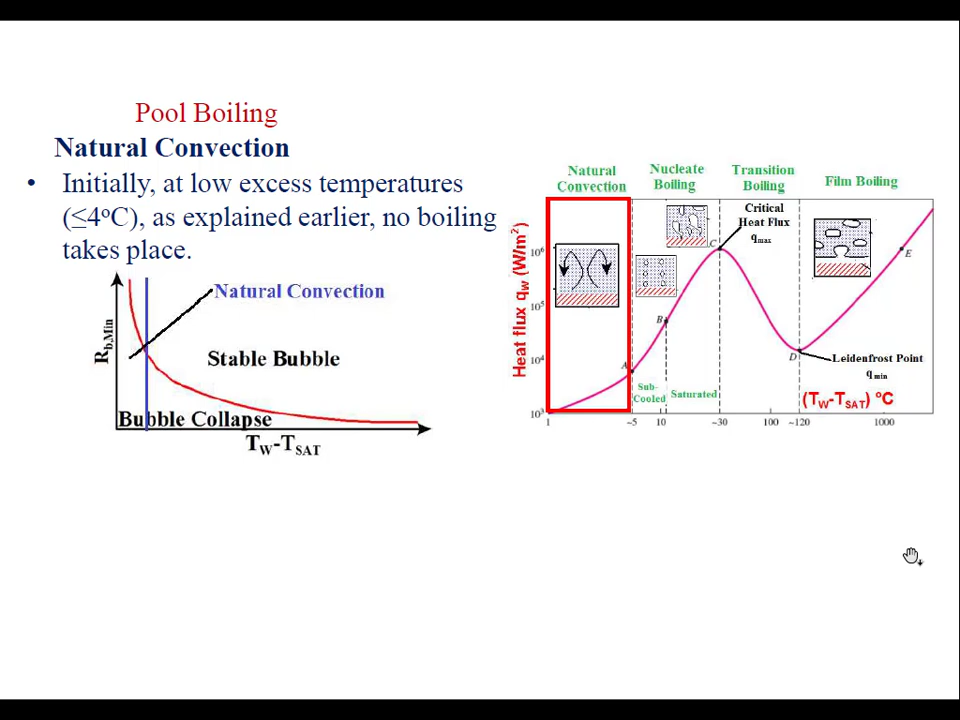 Pool Boiling
Natural Convection
• Initially, at low excess temperatures
(≤4°C), as explained earlier, no boiling
takes place.
R_b,Min
Natural Convection
Stable Bubble
Bubble Collapse
T_W-T_SAT
Natural
Convection
Nucleate
Boiling
Transition
Boiling
Film Boiling
Heat flux q_W (W/m²)
10⁶
10⁵
10⁴
10³
Critical
Heat Flux
q_max
A
B
C
D
E
Sub-
Cooled
Saturated
Leidenfrost Point
q_min
(T_W-T_SAT) °C
1
~5
10
~30
100
~120
1000